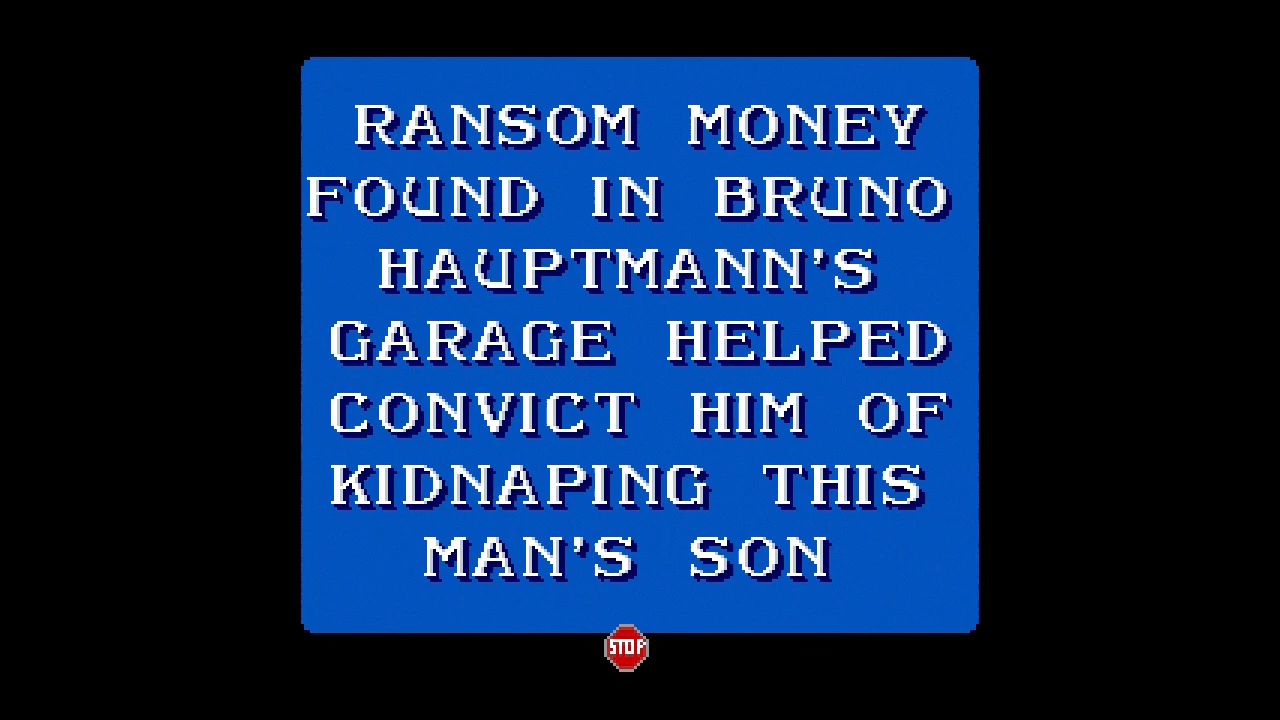 RANSOM MONEY
FOUND IN BRUNO
HAUPTMANN'S
GARAGE HELPED
CONVICT HIM OF
KIDNAPING THIS
MAN'S SON
STOP